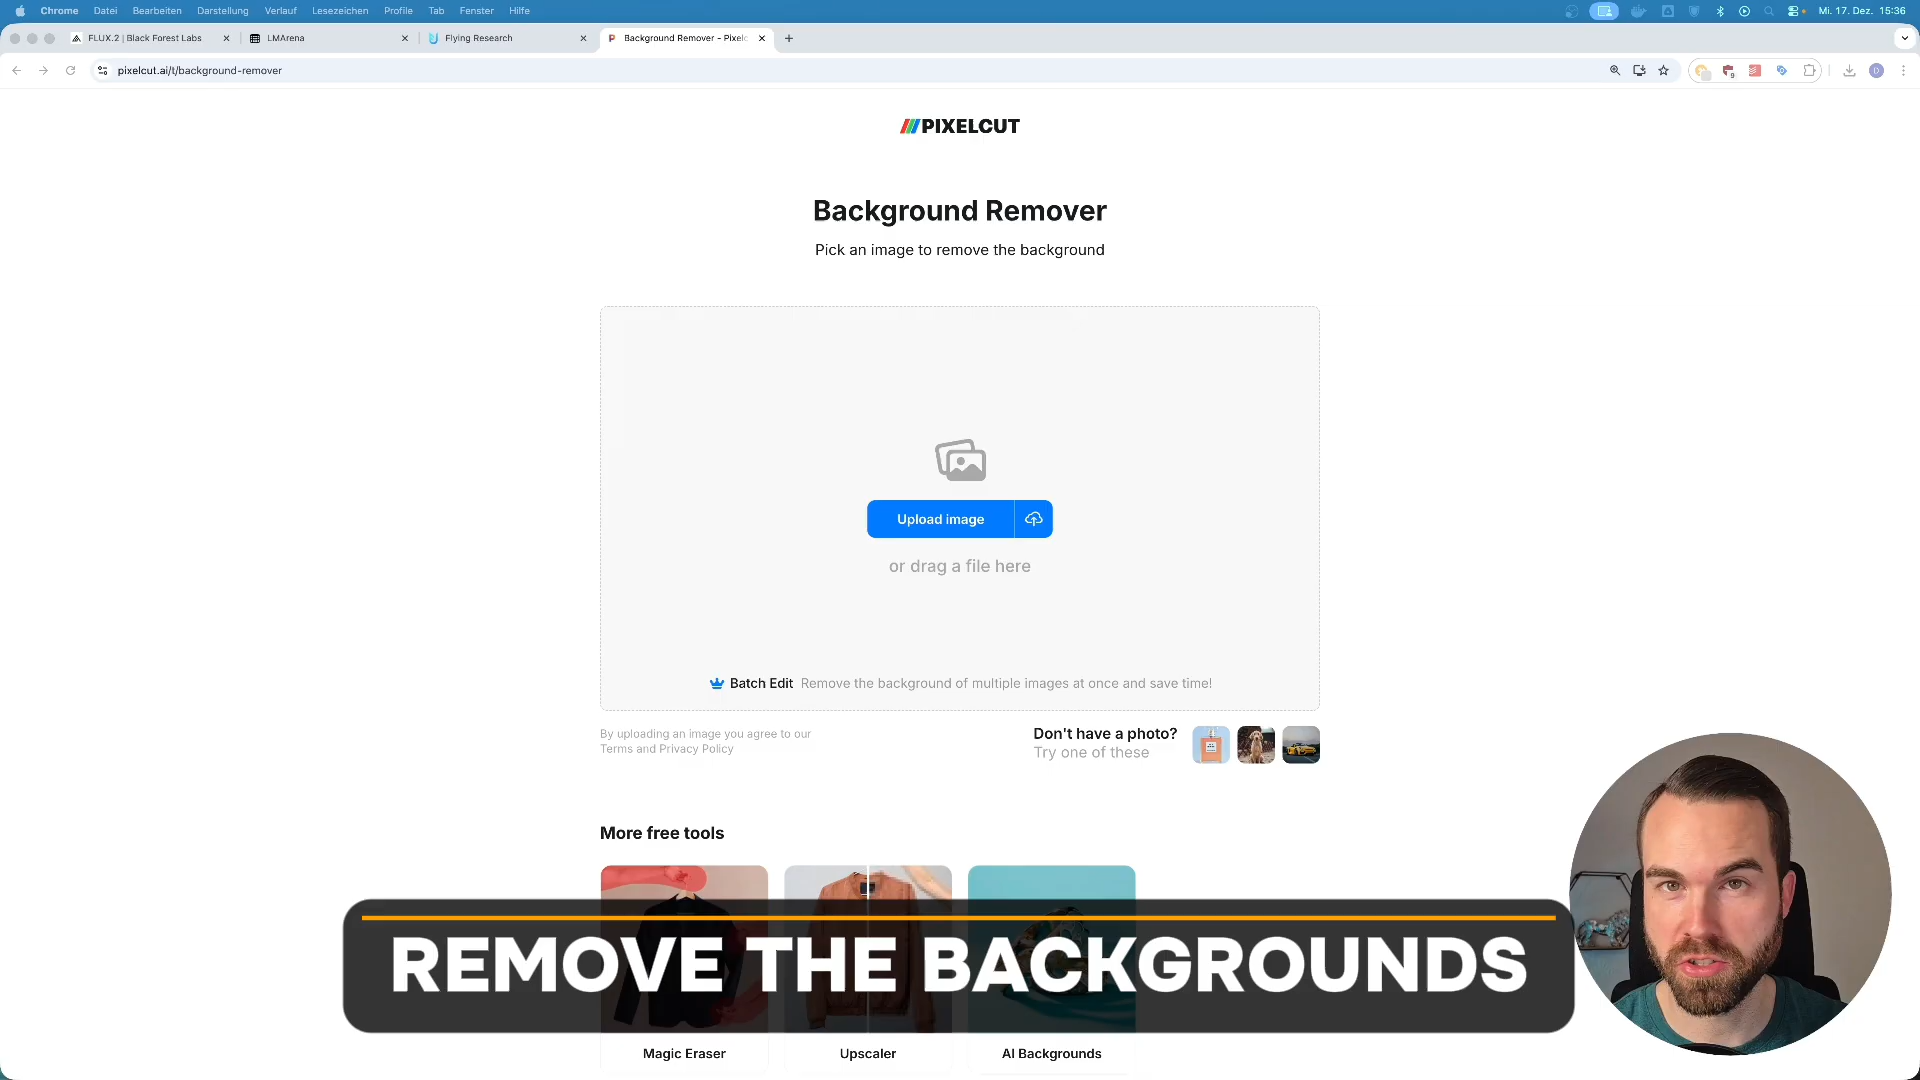 Chrome Datei Bearbeiten Darstellung Verlauf Lesezeichen Profile Tab Fenster Hilfe Mi. 17. Dez. 15:36
FLUX.2 | Black Forest Labs LMArena Flying Research Background Remover – Pixelc
pixelcut.ai/t/background-remover
PIXELCUT
Background Remover
Pick an image to remove the background
Upload image
or drag a file here
Batch Edit Remove the background of multiple images at once and save time!
By uploading an image you agree to our
Terms and Privacy Policy
Don't have a photo?
Try one of these
More free tools
REMOVE THE BACKGROUNDS
Magic Eraser Upscaler AI Backgrounds